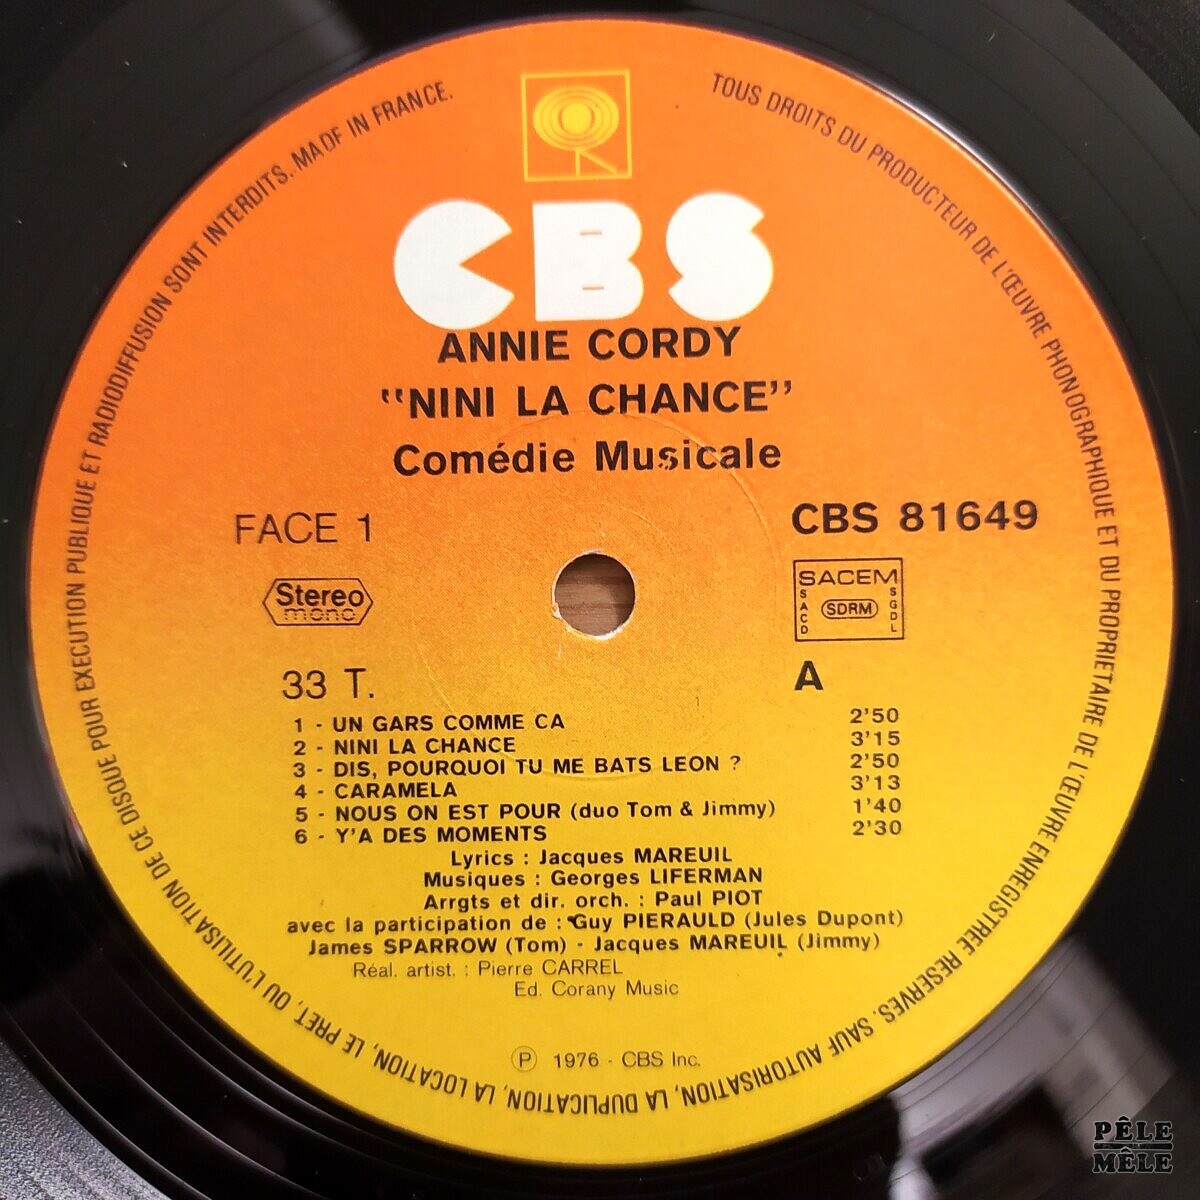 TOUS DROITS DU PRODUCTEUR DE L'ŒUVRE PHONOGRAPHIQUE ET DU PROPRIETAIRE DE L'ŒUVRE ENREGISTREE RESERVES. SAUF AUTORISATION, LA DUPLICATION, LA LOCATION, LE PRET, OU L'UTILISATION DE CE DISQUE POUR EXECUTION PUBLIQUE ET RADIODIFFUSION SONT INTERDITS. MADE IN FRANCE.
CBS
ANNIE CORDY
"NINI LA CHANCE"
Comédie Musicale
FACE 1
CBS 81649
Stereo
mono
SACEM
SACD
SDRM
SGDL
33 T.
A
1 - UN GARS COMME CA 2'50
2 - NINI LA CHANCE 3'15
3 - DIS, POURQUOI TU ME BATS LEON ? 2'50
4 - CARAMELA 3'13
5 - NOUS ON EST POUR (duo Tom & Jimmy) 1'40
6 - Y'A DES MOMENTS 2'30
Lyrics : Jacques MAREUIL
Musiques : Georges LIFERMAN
Arrgts et dir. orch. : Paul PIOT
avec la participation de : Guy PIERAULD (Jules Dupont)
James SPARROW (Tom) - Jacques MAREUIL (Jimmy)
Réal. artist. : Pierre CARREL
Ed. Corany Music
Ⓟ 1976 - CBS Inc.
PÊLE
MÊLE